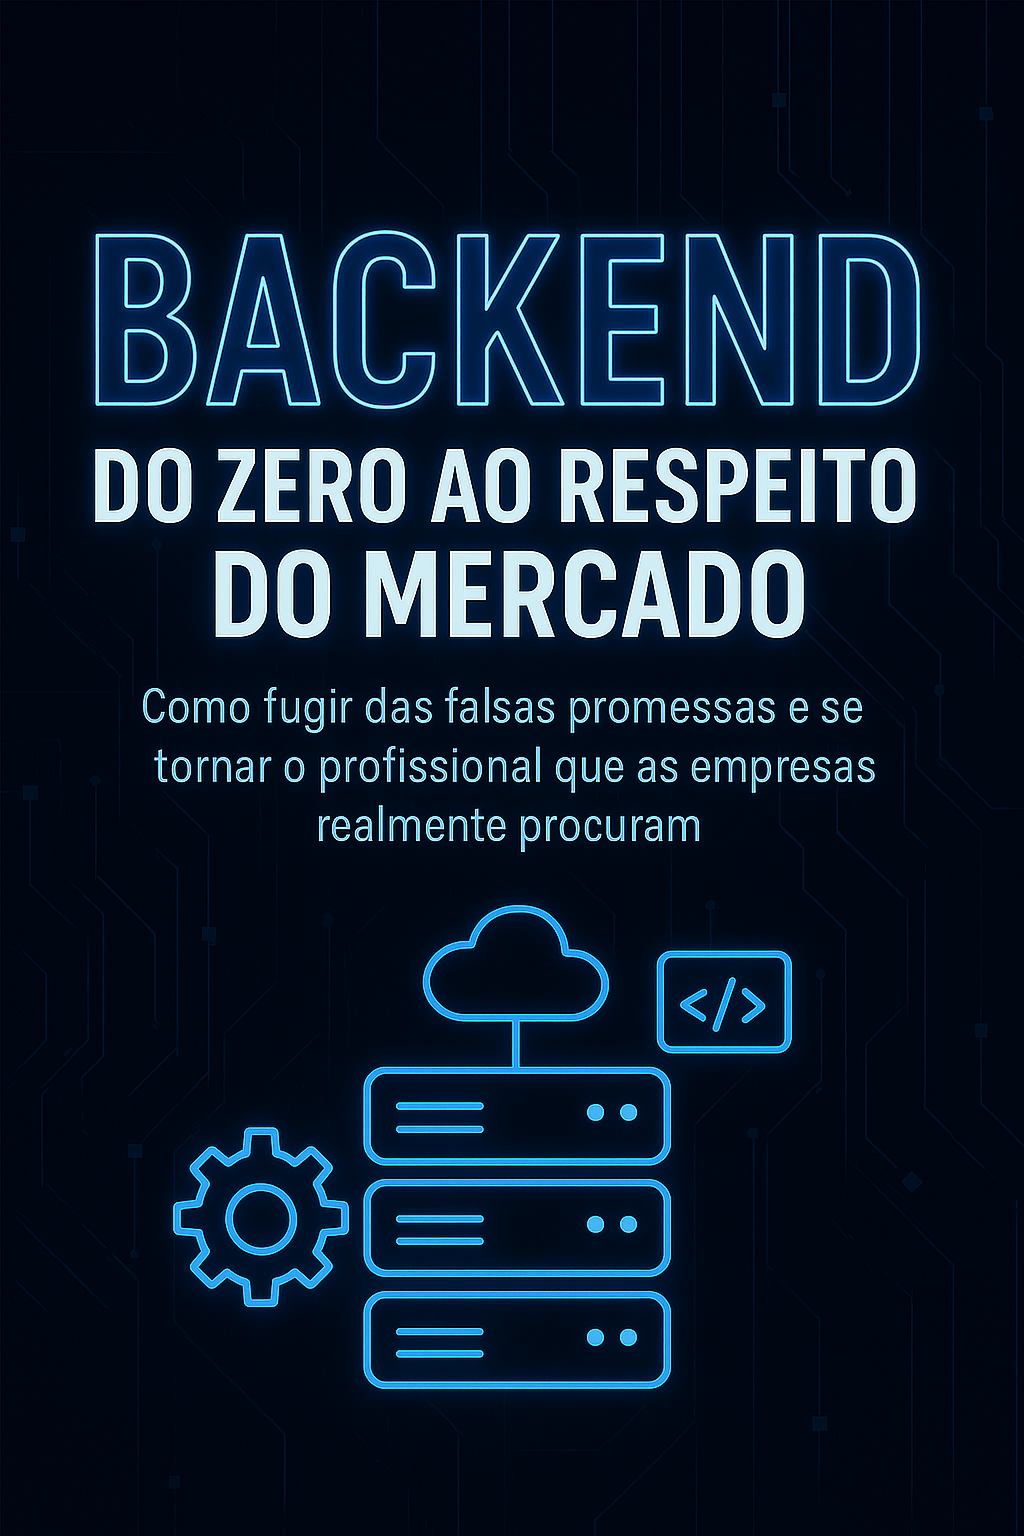 BACKEND
DO ZERO AO RESPEITO
DO MERCADO
Como fugir das falsas promessas e se
tornar o profissional que as empresas
realmente procuram
</>